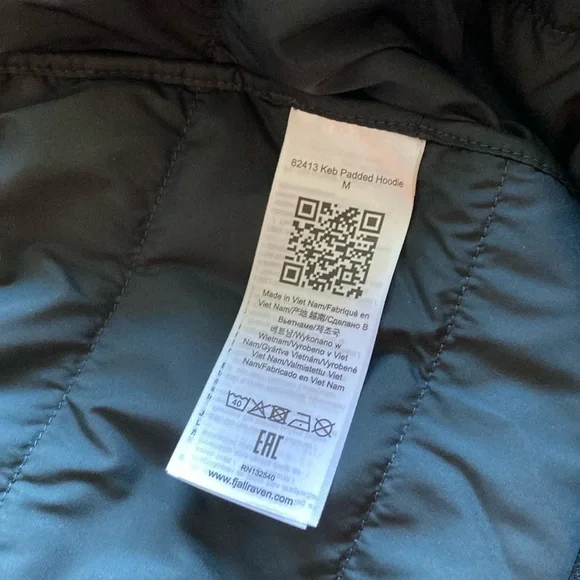 82413 Keb Padded Hoodie
M
Made in Viet Nam/Fabriqué en
Viet Nam/产地 越南/Сделано В
Вьетнаме/제조국
베트남/Wykonano w
Wietnam/Vyrobeno v Viet
Nam/Gyártva Vietnám/Vyrobené
Viet Nam/Valmistettu Viet
Nam/Fabricado en Viet Nam
40
EAC
RN132540
www.fjallraven.com